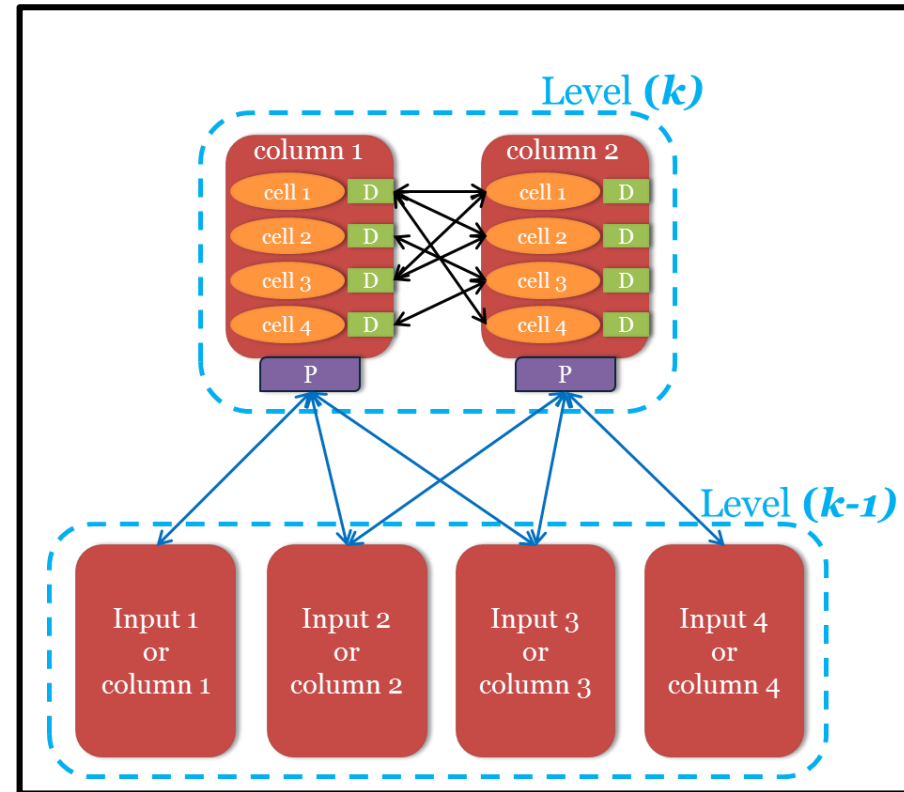 Level (k)
column 1
cell 1 D
cell 2 D
cell 3 D
cell 4 D
P
column 2
cell 1 D
cell 2 D
cell 3 D
cell 4 D
P
Level (k-1)
Input 1
or
column 1
Input 2
or
column 2
Input 3
or
column 3
Input 4
or
column 4